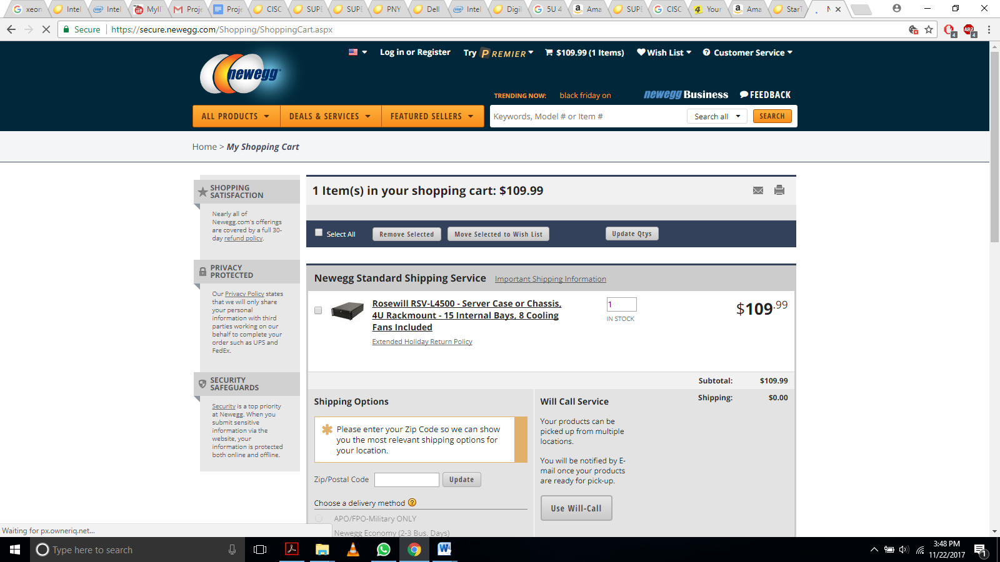 xeon
Intel
Intel
MyII
Proje
Proje
CISC
SUPE
SUPE
PNY
Dell
Intel
Digil
5U 4
Ama
SUPE
CISC
Your
Ama
StarT
N
Secure
https://secure.newegg.com/Shopping/ShoppingCart.aspx
4
ABP
4
newegg
Log in or Register
Try PREMIER
$109.99 (1 Items)
Wish List
Customer Service
TRENDING NOW:
black friday on
newegg Business
FEEDBACK
ALL PRODUCTS
DEALS & SERVICES
FEATURED SELLERS
Keywords, Model # or Item #
Search all
SEARCH
Home > My Shopping Cart
SHOPPING
SATISFACTION
Nearly all of
Newegg.com's offerings
are covered by a full 30-
day refund policy.
PRIVACY
PROTECTED
Our Privacy Policy states
that we will only share
your personal
information with third
parties working on our
behalf to complete your
order such as UPS and
FedEx.
SECURITY
SAFEGUARDS
Security is a top priority
at Newegg. When you
submit sensitive
information via the
website, your
information is protected
both online and offline.
1 Item(s) in your shopping cart: $109.99
Select All
Remove Selected
Move Selected to Wish List
Update Qtys
Newegg Standard Shipping Service
Important Shipping Information
Rosewill RSV-L4500 - Server Case or Chassis,
4U Rackmount - 15 Internal Bays, 8 Cooling
Fans Included
Extended Holiday Return Policy
1
IN STOCK
$109.99
Subtotal: $109.99
Shipping: $0.00
Shipping Options
Please enter your Zip Code so we can show
you the most relevant shipping options for
your location.
Zip/Postal Code
Update
Choose a delivery method ?
APO/FPO-Military ONLY
Newegg Economy (2-3 Bus. Days)
Will Call Service
Your products can be
picked up from multiple
locations.
You will be notified by E-
mail once your products
are ready for pick-up.
Use Will-Call
Waiting for px.owneriq.net...
Type here to search
3:48 PM
11/22/2017
1